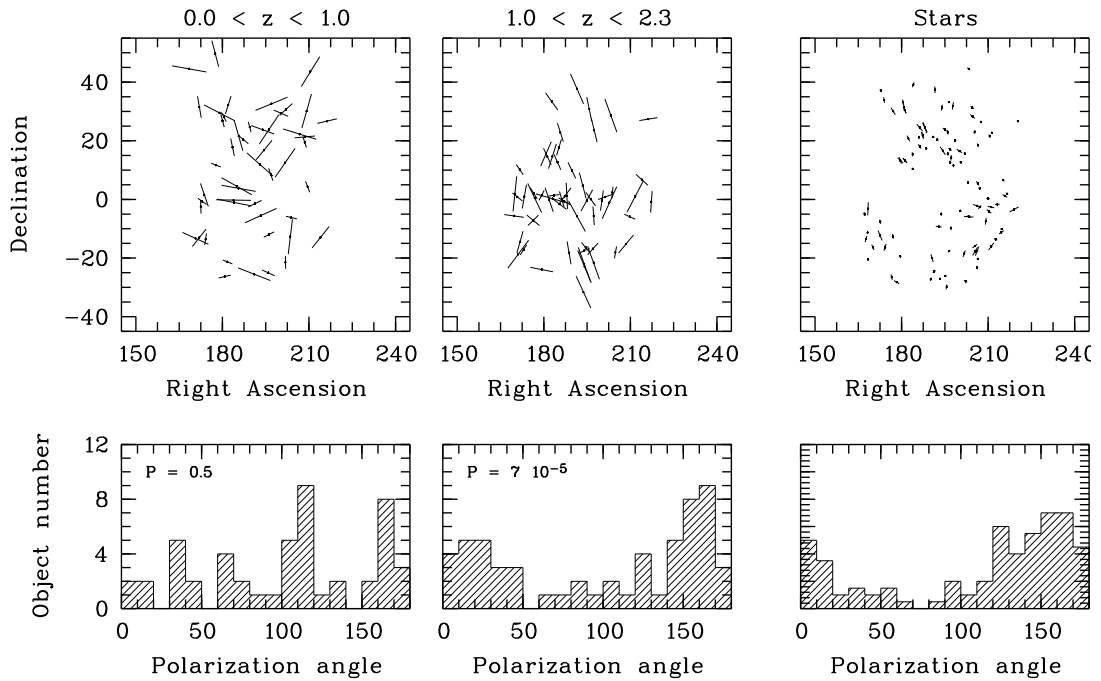 0.0 < z < 1.0
1.0 < z < 2.3
Stars
Declination
40
20
0
−20
−40
150 180 210 240
150 180 210 240
150 180 210 240
Right Ascension
Right Ascension
Right Ascension
Object number
12
8
4
0
P = 0.5
P = 7 10⁻⁵
0 50 100 150
0 50 100 150
0 50 100 150
Polarization angle
Polarization angle
Polarization angle